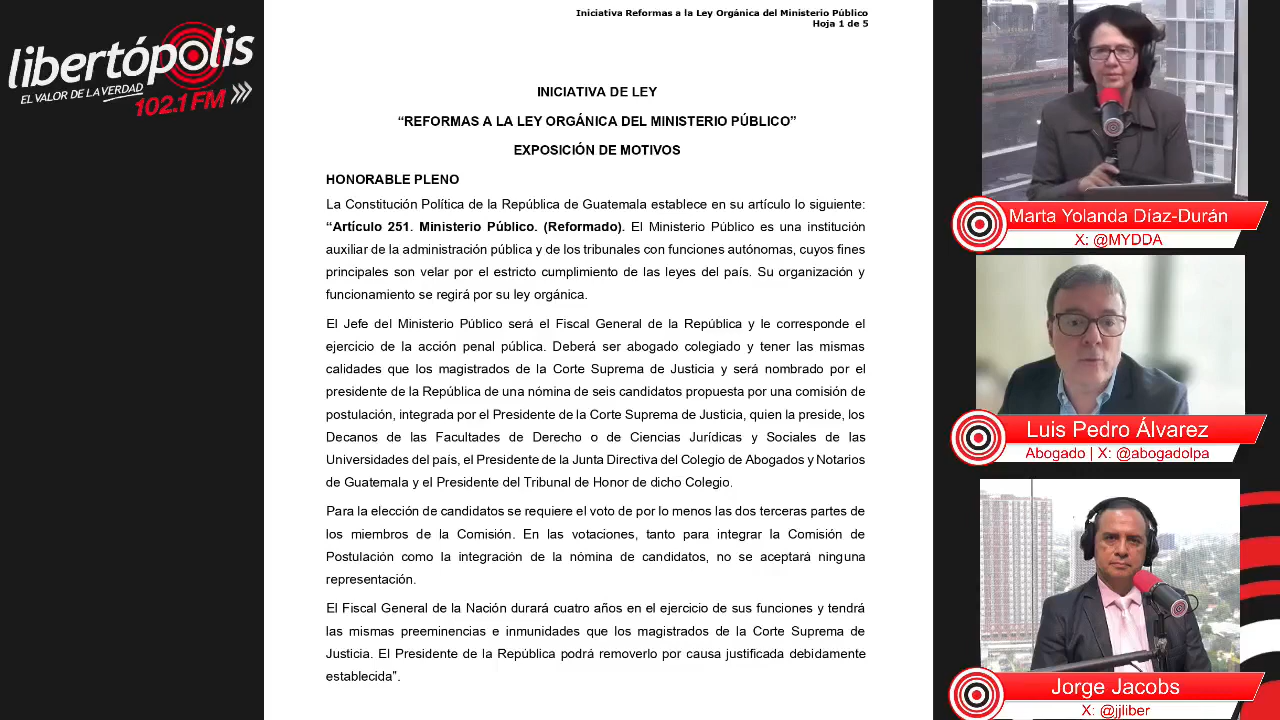 libertópolis
EL VALOR DE LA VERDAD
102.1 FM
Iniciativa Reformas a la Ley Orgánica del Ministerio Público
Hoja 1 de 5
INICIATIVA DE LEY
“REFORMAS A LA LEY ORGÁNICA DEL MINISTERIO PÚBLICO”
EXPOSICIÓN DE MOTIVOS
HONORABLE PLENO
La Constitución Política de la República de Guatemala establece en su artículo lo siguiente:
“Artículo 251. Ministerio Público. (Reformado). El Ministerio Público es una institución
auxiliar de la administración pública y de los tribunales con funciones autónomas, cuyos fines
principales son velar por el estricto cumplimiento de las leyes del país. Su organización y
funcionamiento se regirá por su ley orgánica.
El Jefe del Ministerio Público será el Fiscal General de la República y le corresponde el
ejercicio de la acción penal pública. Deberá ser abogado colegiado y tener las mismas
calidades que los magistrados de la Corte Suprema de Justicia y será nombrado por el
presidente de la República de una nómina de seis candidatos propuesta por una comisión de
postulación, integrada por el Presidente de la Corte Suprema de Justicia, quien la preside, los
Decanos de las Facultades de Derecho o de Ciencias Jurídicas y Sociales de las
Universidades del país, el Presidente de la Junta Directiva del Colegio de Abogados y Notarios
de Guatemala y el Presidente del Tribunal de Honor de dicho Colegio.
Para la elección de candidatos se requiere el voto de por lo menos las dos terceras partes de
los miembros de la Comisión. En las votaciones, tanto para integrar la Comisión de
Postulación como la integración de la nómina de candidatos, no se aceptará ninguna
representación.
El Fiscal General de la Nación durará cuatro años en el ejercicio de sus funciones y tendrá
las mismas preeminencias e inmunidades que los magistrados de la Corte Suprema de
Justicia. El Presidente de la República podrá removerlo por causa justificada debidamente
establecida”.
Marta Yolanda Díaz-Durán
X: @MYDDA
Luis Pedro Álvarez
Abogado | X: @abogadolpa
Jorge Jacobs
X: @jjliber